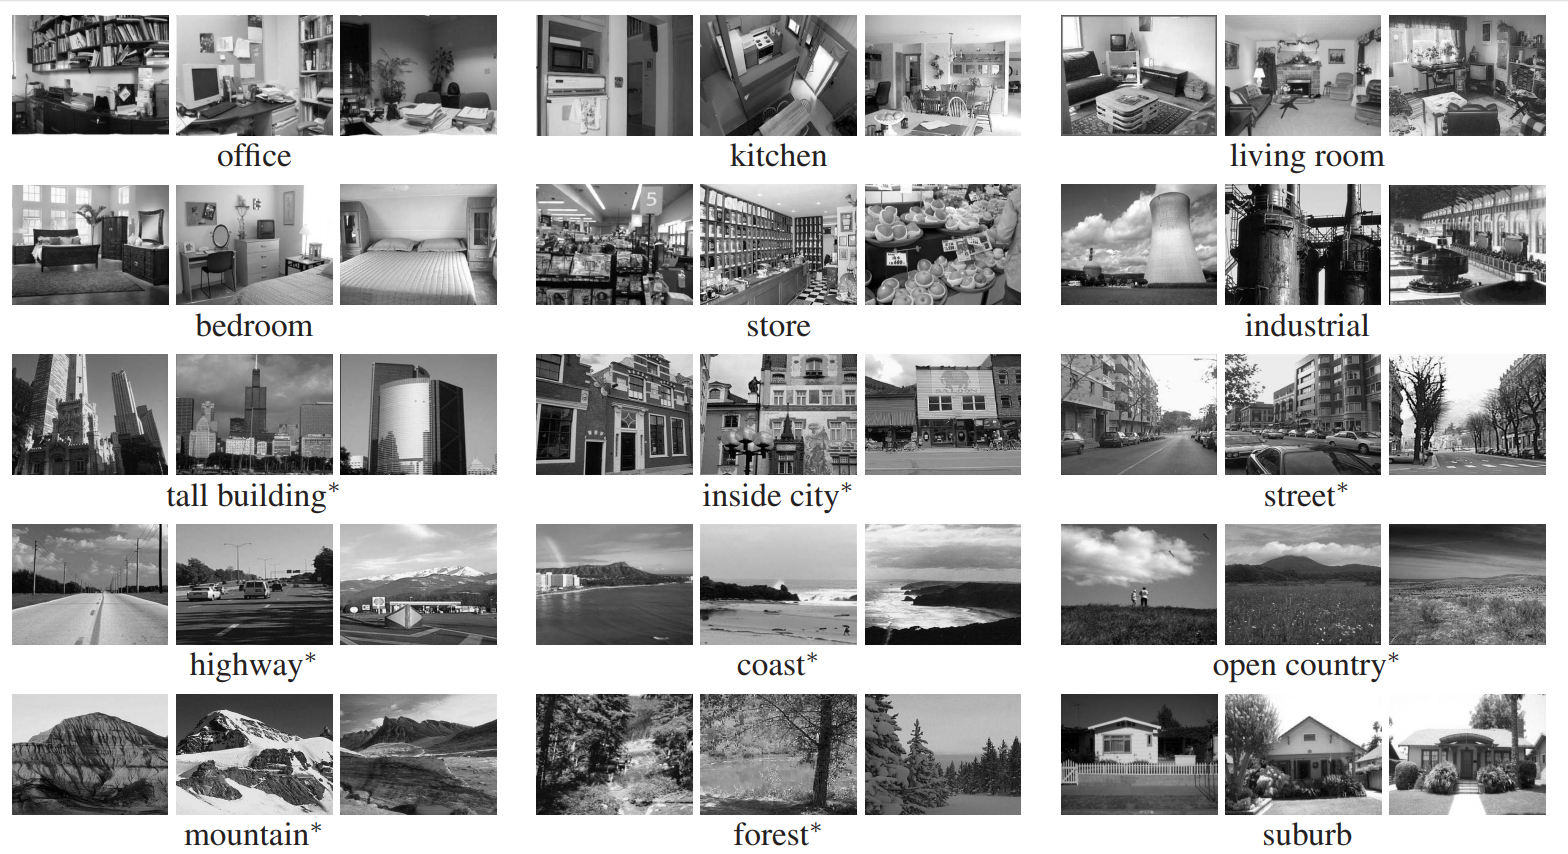 office
kitchen
living room
5
bedroom
store
industrial
tall building*
inside city*
street*
highway*
coast*
open country*
mountain*
forest*
suburb